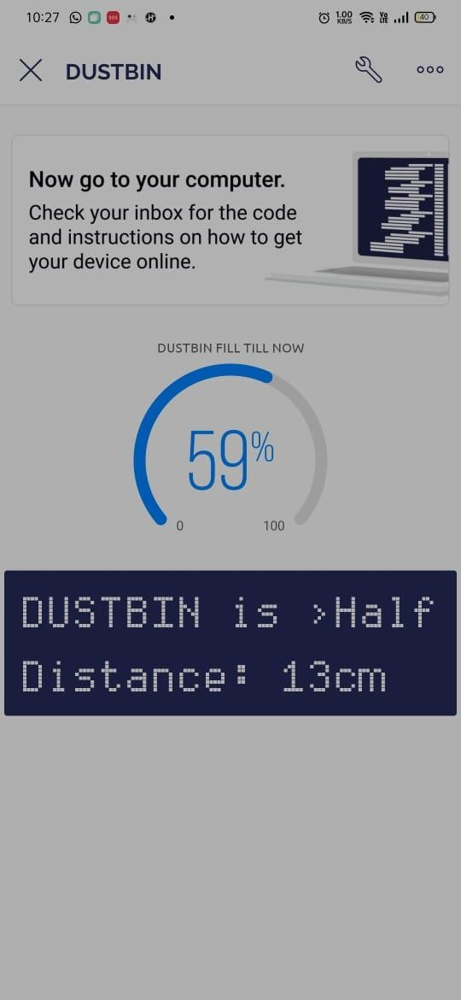 10:27 1.00 KB/S Vo LTE 40
DUSTBIN
Now go to your computer.
Check your inbox for the code
and instructions on how to get
your device online.
DUSTBIN FILL TILL NOW
59%
0 100
DUSTBIN is >Half
Distance: 13cm